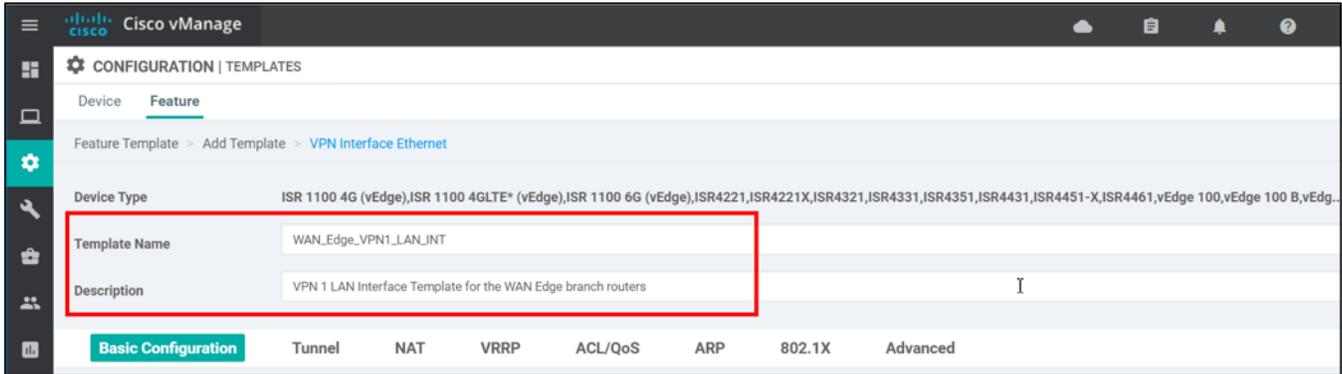 CISCO Cisco vManage
CONFIGURATION | TEMPLATES
Device Feature
Feature Template > Add Template > VPN Interface Ethernet
Device Type ISR 1100 4G (vEdge),ISR 1100 4GLTE* (vEdge),ISR 1100 6G (vEdge),ISR4221,ISR4221X,ISR4321,ISR4331,ISR4351,ISR4431,ISR4451-X,ISR4461,vEdge 100,vEdge 100 B,vEdg...
Template Name WAN_Edge_VPN1_LAN_INT
Description VPN 1 LAN Interface Template for the WAN Edge branch routers
Basic Configuration Tunnel NAT VRRP ACL/QoS ARP 802.1X Advanced